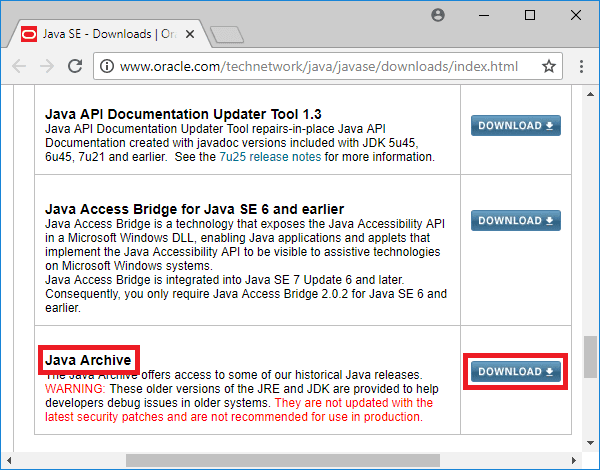 Java SE - Downloads | Ora
www.oracle.com/technetwork/java/javase/downloads/index.html
Java API Documentation Updater Tool 1.3
Java API Documentation Updater Tool repairs-in-place Java API
Documentation created with javadoc versions included with JDK 5u45,
6u45, 7u21 and earlier.  See the 7u25 release notes for more information.
DOWNLOAD
Java Access Bridge for Java SE 6 and earlier
Java Access Bridge is a technology that exposes the Java Accessibility API
in a Microsoft Windows DLL, enabling Java applications and applets that
implement the Java Accessibility API to be visible to assistive technologies
on Microsoft Windows systems.
Java Access Bridge is integrated into Java SE 7 Update 6 and later.
Consequently, you only require Java Access Bridge 2.0.2 for Java SE 6 and
earlier.
DOWNLOAD
Java Archive
The Java Archive offers access to some of our historical Java releases.
WARNING: These older versions of the JRE and JDK are provided to help
developers debug issues in older systems. They are not updated with the
latest security patches and are not recommended for use in production.
DOWNLOAD